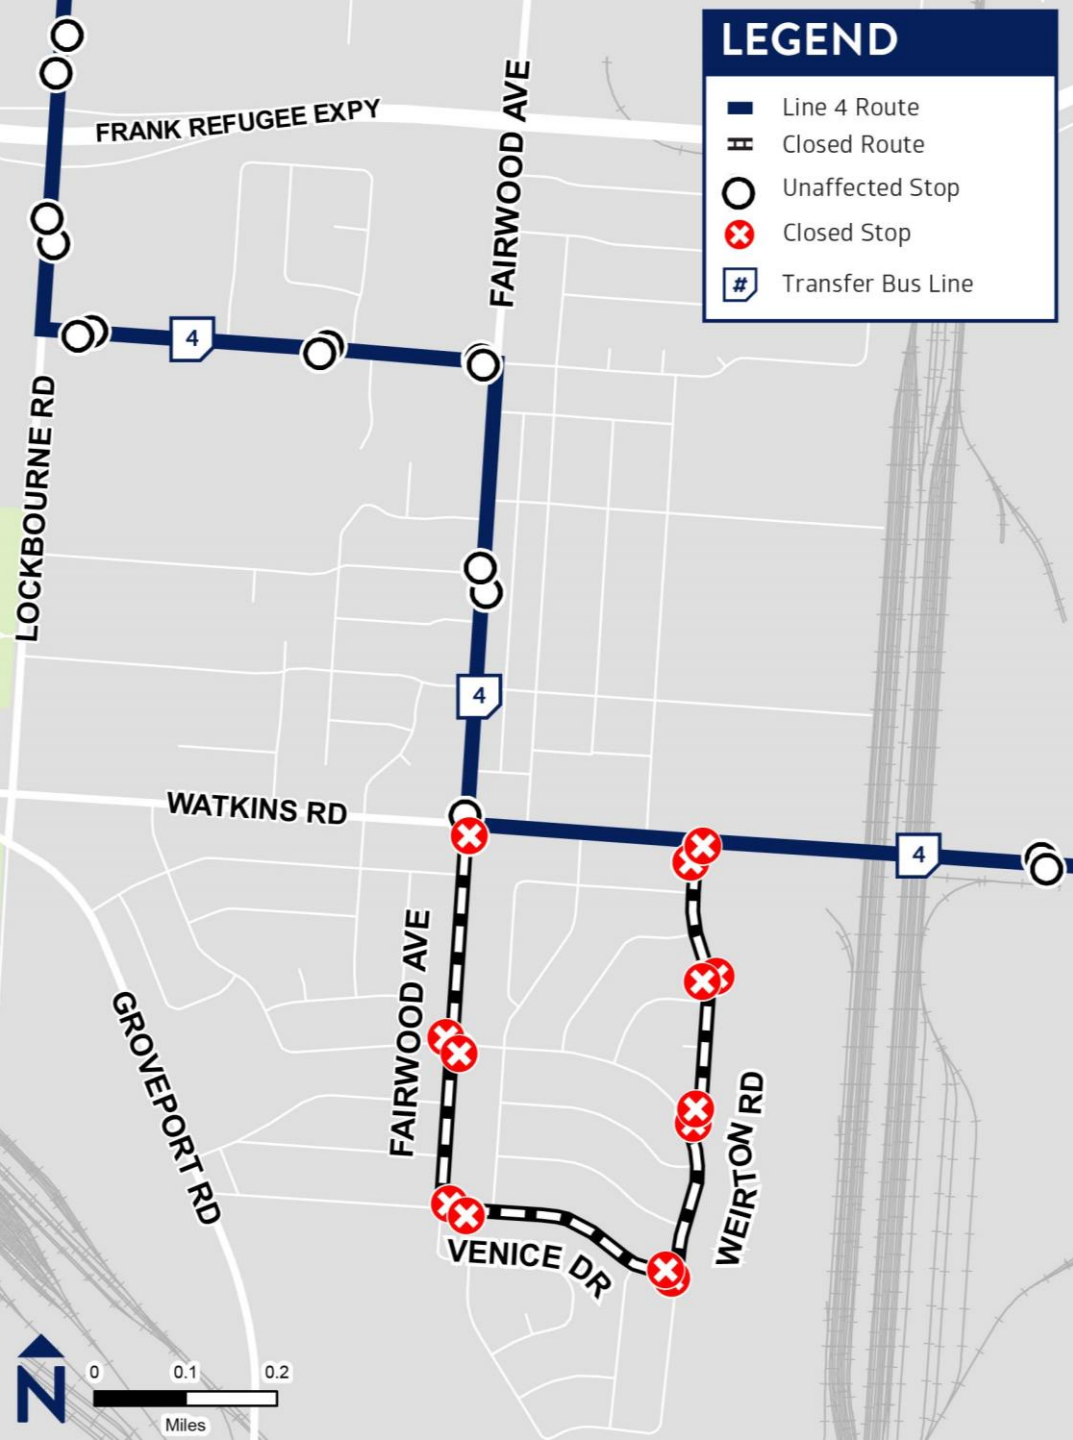 LEGEND
Line 4 Route
Closed Route
Unaffected Stop
Closed Stop
# Transfer Bus Line
FRANK REFUGEE EXPY
FAIRWOOD AVE
4
LOCKBOURNE RD
4
WATKINS RD
4
FAIRWOOD AVE
GROVEPORT RD
WEIRTON RD
VENICE DR
N
0 0.1 0.2
Miles